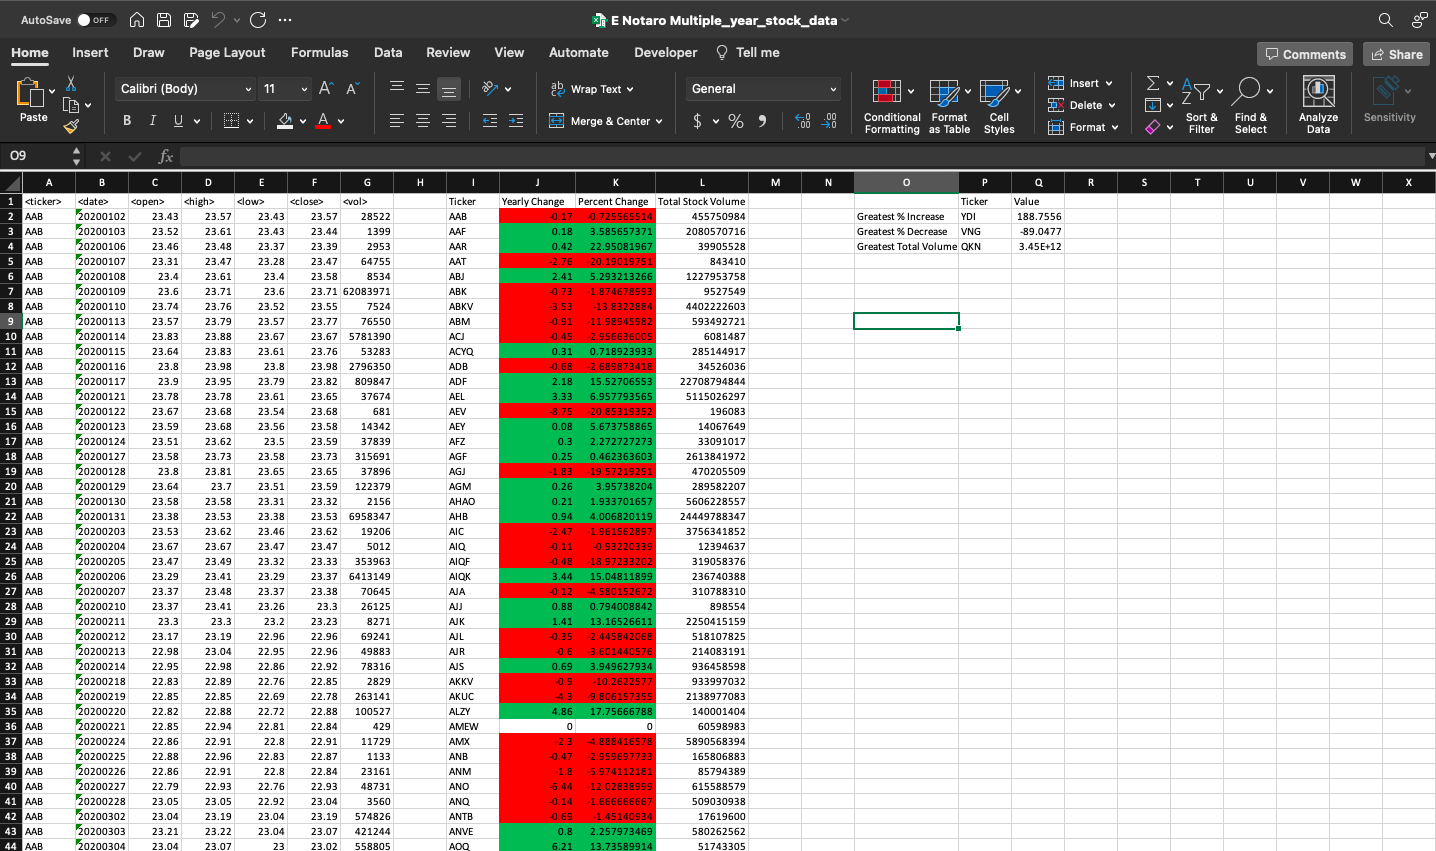 AutoSave OFF E Notaro Multiple_year_stock_data
Home Insert Draw Page Layout Formulas Data Review View Automate Developer Tell me Comments Share
Paste Calibri (Body) 11 A A Wrap Text General Insert
Delete
B I U A Merge & Center $ % Conditional Formatting Format as Table Cell Styles Format Sort & Filter Find & Select Analyze Data Sensitivity
O9 fx
A B C D E F G H I J K L M N O P Q R S T U V W X
1 <ticker> <date> <open> <high> <low> <close> <vol> Ticker Yearly Change Percent Change Total Stock Volume Ticker Value
2 AAB 20200102 23.43 23.57 23.43 23.57 28522 AAB -0.17 -0.725565514 455750984 Greatest % Increase YDI 188.7556
3 AAB 20200103 23.52 23.61 23.43 23.44 1399 AAF 0.18 3.585657371 2080570716 Greatest % Decrease VNG -89.0477
4 AAB 20200106 23.46 23.48 23.37 23.39 2953 AAR 0.42 22.95081967 39905528 Greatest Total Volume QKN 3.45E+12
5 AAB 20200107 23.31 23.47 23.28 23.47 64755 AAT -2.76 -20.19019751 843410
6 AAB 20200108 23.4 23.61 23.4 23.58 8534 ABJ 2.41 5.293213266 1227953758
7 AAB 20200109 23.6 23.71 23.6 23.71 62083971 ABK -0.73 -1.874678993 9527549
8 AAB 20200110 23.74 23.76 23.52 23.55 7524 ABKV -3.53 -13.8322884 4402222603
9 AAB 20200113 23.57 23.79 23.57 23.77 76550 ABM -0.91 -11.98945982 593492721
10 AAB 20200114 23.83 23.88 23.67 23.67 5781390 ACJ -0.45 -2.956636005 6081487
11 AAB 20200115 23.64 23.83 23.61 23.76 53283 ACYQ 0.31 0.718923933 285144917
12 AAB 20200116 23.8 23.98 23.8 23.98 2796350 ADB -0.68 -2.689873418 34526036
13 AAB 20200117 23.9 23.95 23.79 23.82 809847 ADF 2.18 15.52706553 22708794844
14 AAB 20200121 23.78 23.78 23.61 23.65 37674 AEL 3.33 6.957793565 5115026297
15 AAB 20200122 23.67 23.68 23.54 23.68 681 AEV -8.75 -20.85319352 196083
16 AAB 20200123 23.59 23.68 23.56 23.58 14342 AEY 0.08 5.673758865 14067649
17 AAB 20200124 23.51 23.62 23.5 23.59 37839 AFZ 0.3 2.272727273 33091017
18 AAB 20200127 23.58 23.73 23.58 23.73 315691 AGF 0.25 0.462363603 2613841972
19 AAB 20200128 23.8 23.81 23.65 23.65 37896 AGJ -1.83 -19.57219251 470205509
20 AAB 20200129 23.64 23.7 23.51 23.59 122379 AGM 0.26 3.95738204 289582207
21 AAB 20200130 23.58 23.58 23.31 23.32 2156 AHAO 0.21 1.933701657 5606228557
22 AAB 20200131 23.38 23.53 23.38 23.53 6958347 AHB 0.94 4.006820119 24449788347
23 AAB 20200203 23.53 23.62 23.46 23.62 19206 AIC -2.47 -1.961562897 3756341852
24 AAB 20200204 23.67 23.67 23.47 23.47 5012 AIQ -0.11 -0.93220339 12394637
25 AAB 20200205 23.47 23.49 23.32 23.33 353963 AIQF -0.48 -18.97233202 319058376
26 AAB 20200206 23.29 23.41 23.29 23.37 6413149 AIQK 3.44 15.04811899 236740388
27 AAB 20200207 23.37 23.48 23.37 23.38 70645 AJA -0.12 -4.580152672 310788310
28 AAB 20200210 23.37 23.41 23.26 23.3 26125 AJJ 0.88 0.794008842 898554
29 AAB 20200211 23.3 23.3 23.2 23.23 8271 AJK 1.41 13.16526611 2250415159
30 AAB 20200212 23.17 23.19 22.96 22.96 69241 AJL -0.35 -2.445842068 518107825
31 AAB 20200213 22.98 23.04 22.95 22.96 49883 AJR -0.6 -3.601440576 214083191
32 AAB 20200214 22.95 22.98 22.86 22.92 78316 AJS 0.69 3.949627934 936458598
33 AAB 20200218 22.83 22.89 22.76 22.85 2829 AKKV -0.9 -10.2622577 933997032
34 AAB 20200219 22.85 22.85 22.69 22.78 263141 AKUC -4.3 -9.806157355 2138977083
35 AAB 20200220 22.82 22.88 22.72 22.88 100527 ALZY 4.86 17.75666788 140001404
36 AAB 20200221 22.85 22.94 22.81 22.84 429 AMEW 0 0 60598983
37 AAB 20200224 22.86 22.91 22.8 22.91 11729 AMX -2.3 -4.888416578 5890568394
38 AAB 20200225 22.88 22.96 22.83 22.87 1133 ANB -0.47 -2.959697733 165806883
39 AAB 20200226 22.86 22.91 22.8 22.84 23161 ANM -1.8 -5.974112181 85794389
40 AAB 20200227 22.79 22.93 22.76 22.79 48731 ANO -6.44 -12.02838999 615588579
41 AAB 20200228 23.05 23.05 22.92 23.04 3560 ANQ -0.14 -1.666666667 509030938
42 AAB 20200302 23.04 23.19 23.04 23.19 574826 ANTB -0.69 -1.45140934 17619600
43 AAB 20200303 23.21 23.22 23.04 23.07 421244 ANVE 0.8 2.257973469 580262562
44 AAB 20200304 23.04 23.07 23 23.02 558805 AOQ 6.21 13.73589914 51743305